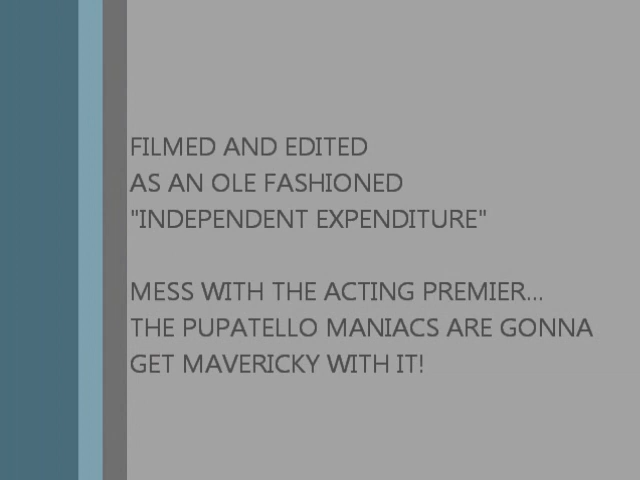 FILMED AND EDITED
AS AN OLE FASHIONED
"INDEPENDENT EXPENDITURE"
MESS WITH THE ACTING PREMIER...
THE PUPATELLO MANIACS ARE GONNA
GET MAVERICKY WITH IT!